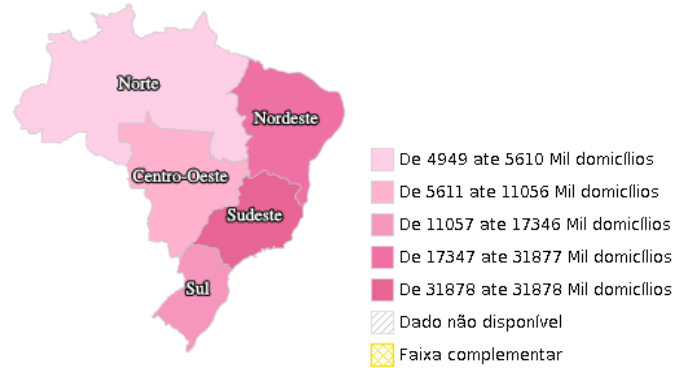 Norte
Nordeste
Centro-Oeste
Sudeste
Sul
De 4949 ate 5610 Mil domicílios
De 5611 ate 11056 Mil domicílios
De 11057 ate 17346 Mil domicílios
De 17347 ate 31877 Mil domicílios
De 31878 ate 31878 Mil domicílios
Dado não disponível
Faixa complementar